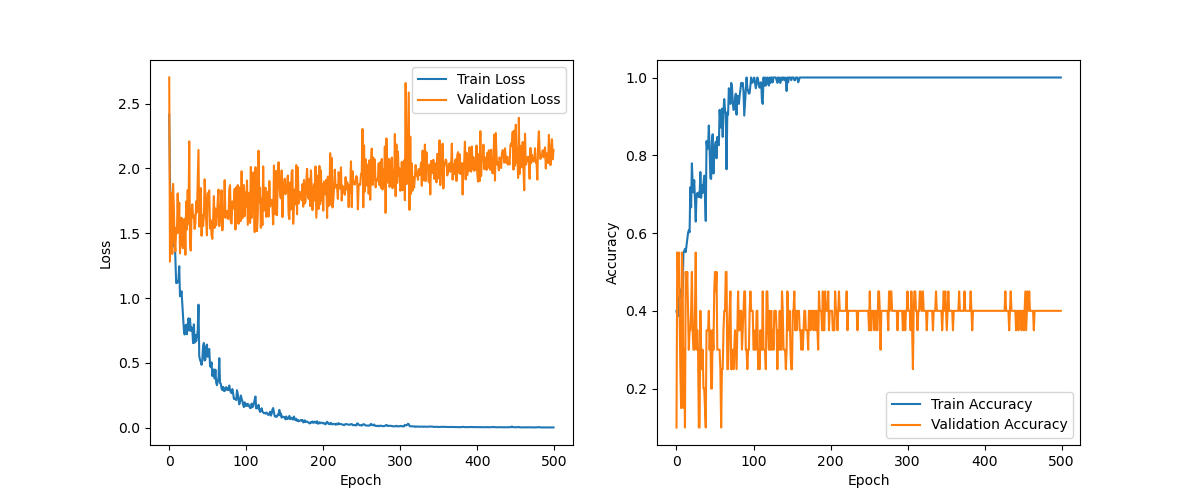 Train Loss
Validation Loss
2.5
2.0
1.5
1.0
0.5
0.0
Loss
0 100 200 300 400 500
Epoch
1.0
0.8
0.6
0.4
0.2
Accuracy
Train Accuracy
Validation Accuracy
0 100 200 300 400 500
Epoch